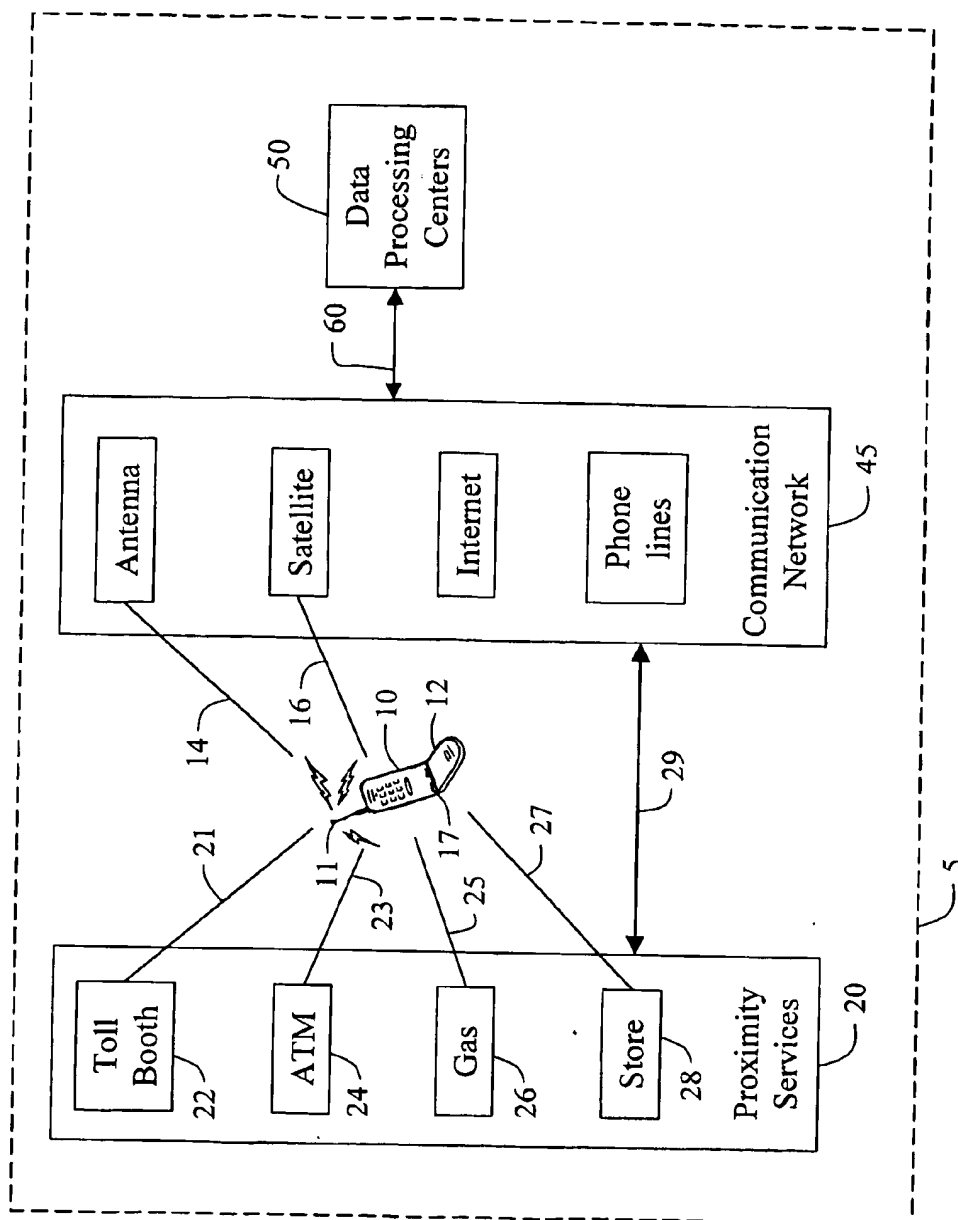 Toll
Booth
22
ATM
24
Gas
26
Store
28
Proximity
Services
20
21
23
25
27
11
10
12
17
14
16
29
Antenna
Satellite
Internet
Phone
lines
Communication
Network
45
60
Data
Processing
Centers
50
5